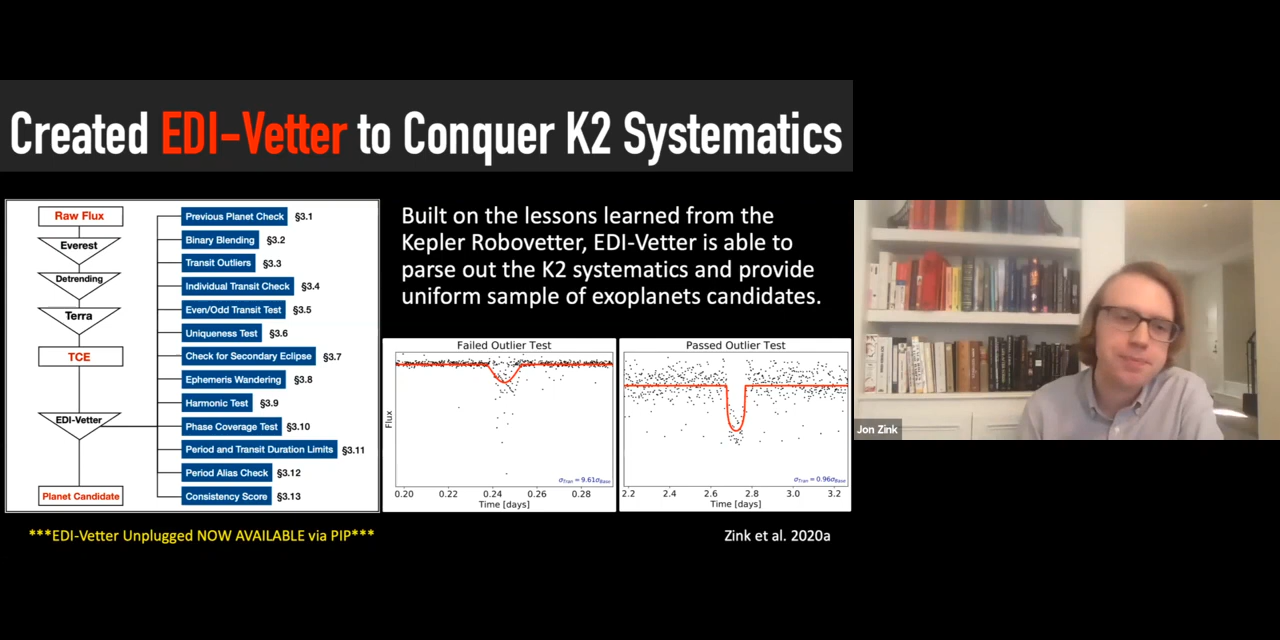 Created EDI-Vetter to Conquer K2 Systematics
Raw Flux
Everest
Detrending
Terra
TCE
EDI-Vetter
Planet Candidate
Previous Planet Check §3.1
Binary Blending §3.2
Transit Outliers §3.3
Individual Transit Check §3.4
Even/Odd Transit Test §3.5
Uniqueness Test §3.6
Check for Secondary Eclipse §3.7
Ephemeris Wandering §3.8
Harmonic Test §3.9
Phase Coverage Test §3.10
Period and Transit Duration Limits §3.11
Period Alias Check §3.12
Consistency Score §3.13
Built on the lessons learned from the
Kepler Robovetter, EDI-Vetter is able to
parse out the K2 systematics and provide
uniform sample of exoplanets candidates.
Failed Outlier Test
Flux
σTran = 9.61σBase
0.20 0.22 0.24 0.26 0.28
Time [days]
Passed Outlier Test
σTran = 0.96σBase
2.2 2.4 2.6 2.8 3.0 3.2
Time [days]
***EDI-Vetter Unplugged NOW AVAILABLE via PIP***
Zink et al. 2020a
Jon Zink